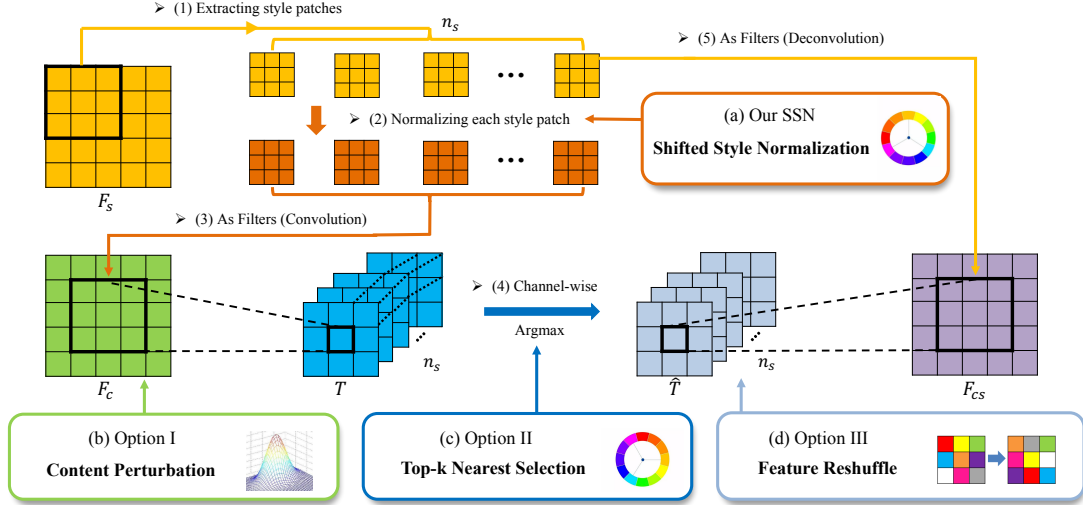 ➢ (1) Extracting style patches
n_s
➢ (5) As Filters (Deconvolution)
F_s
➢ (2) Normalizing each style patch
(a) Our SSN
Shifted Style Normalization
➢ (3) As Filters (Convolution)
➢ (4) Channel-wise
Argmax
F_c
T
n_s
T̂
n_s
F_cs
(b) Option I
Content Perturbation
(c) Option II
Top-k Nearest Selection
(d) Option III
Feature Reshuffle